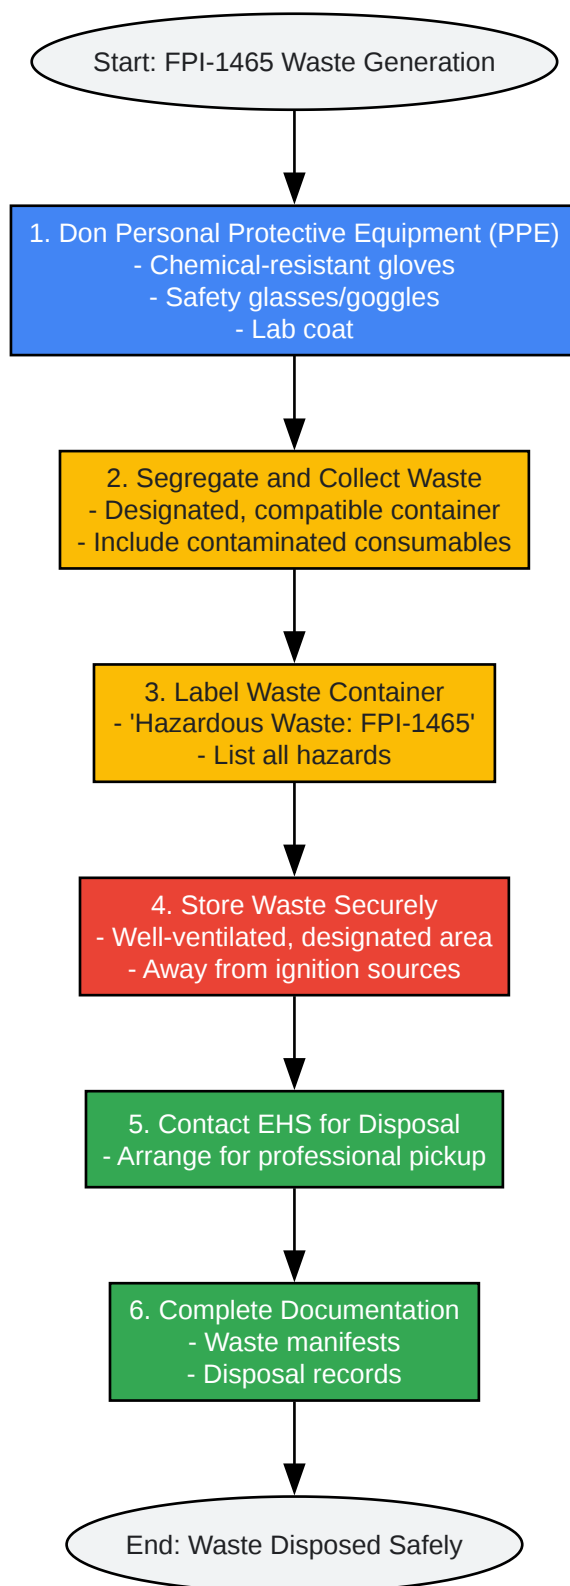 Start: FPI-1465 Waste Generation
1. Don Personal Protective Equipment (PPE)
- Chemical-resistant gloves
- Safety glasses/goggles
- Lab coat
2. Segregate and Collect Waste
- Designated, compatible container
- Include contaminated consumables
3. Label Waste Container
- 'Hazardous Waste: FPI-1465'
- List all hazards
4. Store Waste Securely
- Well-ventilated, designated area
- Away from ignition sources
5. Contact EHS for Disposal
- Arrange for professional pickup
6. Complete Documentation
- Waste manifests
- Disposal records
End: Waste Disposed Safely